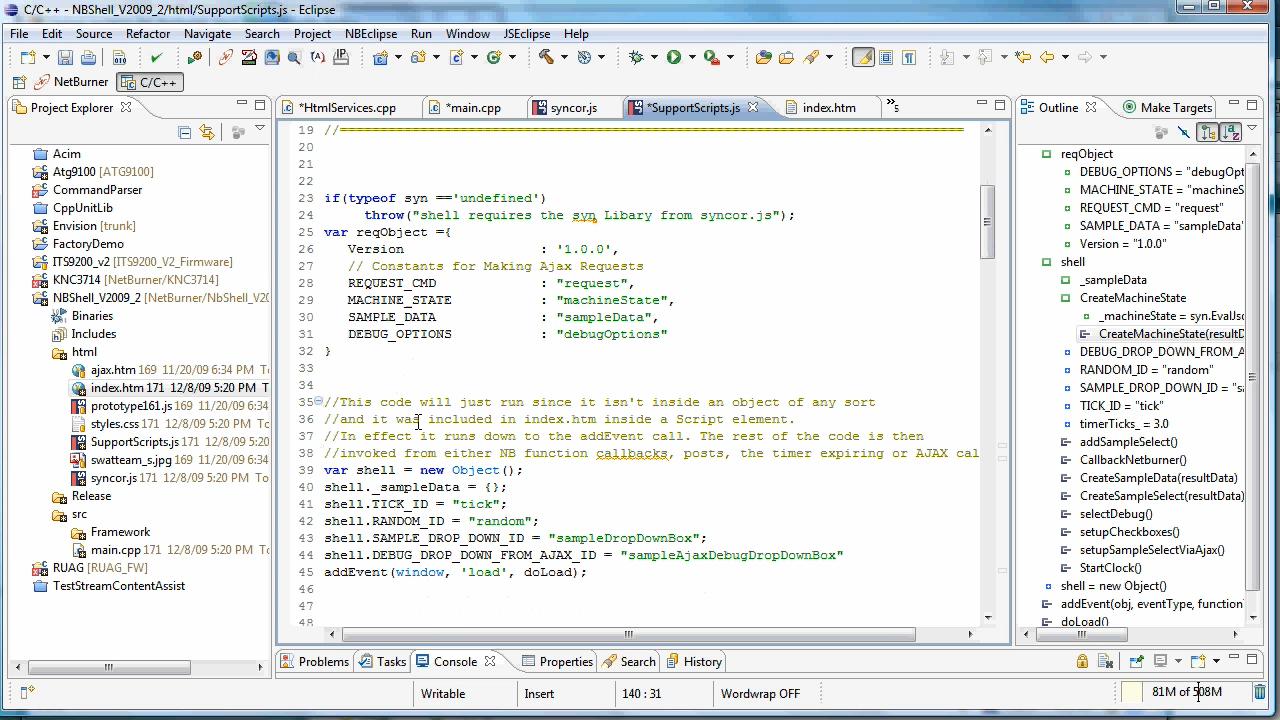 C/C++ - NBShell_V2009_2/html/SupportScripts.js - Eclipse
File Edit Source Refactor Navigate Search Project NBEclipse Run Window JSEclipse Help
NetBurner C/C++
Project Explorer
*HtmlServices.cpp *main.cpp syncor.js *SupportScripts.js index.htm »5
Outline Make Targets
Acim
Atg9100 [ATG9100]
CommandParser
CppUnitLib
Envision [trunk]
FactoryDemo
ITS9200_v2 [ITS9200_V2_Firmware]
KNC3714 [NetBurner/KNC3714]
NBShell_V2009_2 [NetBurner/NbShell_V20
Binaries
Includes
html
ajax.htm 169 11/20/09 6:34 PM T
index.htm 171 12/8/09 5:20 PM T
prototype161.js 169 11/20/09 6:3
styles.css 169 11/20/09 6:34 PM T
SupportScripts.js 171 12/8/09 5:20
swatteam_s.jpg 169 11/20/09 6:34
syncor.js 171 12/8/09 5:20 PM To
Release
src
Framework
main.cpp 171 12/8/09 5:20 PM T
RUAG [RUAG_FW]
TestStreamContentAssist
19 //==============================================================================
20
21
22
23 if(typeof syn =='undefined')
24 throw("shell requires the syn Libary from syncor.js");
25 var reqObject ={
26 Version : '1.0.0',
27 // Constants for Making Ajax Requests
28 REQUEST_CMD : "request",
29 MACHINE_STATE : "machineState",
30 SAMPLE_DATA : "sampleData",
31 DEBUG_OPTIONS : "debugOptions"
32 }
33
34
35 //This code will just run since it isn't inside an object of any sort
36 //and it was included in index.htm inside a Script element.
37 //In effect it runs down to the addEvent call. The rest of the code is then
38 //invoked from either NB function callbacks, posts, the timer expiring or AJAX cal
39 var shell = new Object();
40 shell._sampleData = {};
41 shell.TICK_ID = "tick";
42 shell.RANDOM_ID = "random";
43 shell.SAMPLE_DROP_DOWN_ID = "sampleDropDownBox";
44 shell.DEBUG_DROP_DOWN_FROM_AJAX_ID = "sampleAjaxDebugDropDownBox"
45 addEvent(window, 'load', doLoad);
46
47
48
reqObject
DEBUG_OPTIONS = "debugOpt
MACHINE_STATE = "machineS
REQUEST_CMD = "request"
SAMPLE_DATA = "sampleData"
Version = "1.0.0"
shell
_sampleData
CreateMachineState
_machineState = syn.EvalJso
CreateMachineState(resultD
DEBUG_DROP_DOWN_FROM_A
RANDOM_ID = "random"
SAMPLE_DROP_DOWN_ID = "sa
TICK_ID = "tick"
timerTicks_ = 3.0
addSampleSelect()
CallbackNetburner()
CreateSampleData(resultData)
CreateSampleSelect(resultData)
selectDebug()
setupCheckboxes()
setupSampleSelectViaAjax()
StartClock()
shell = new Object()
addEvent(obj, eventType, function
doLoad()
Problems Tasks Console Properties Search History
Writable Insert 140 : 31 Wordwrap OFF 81M of 508M